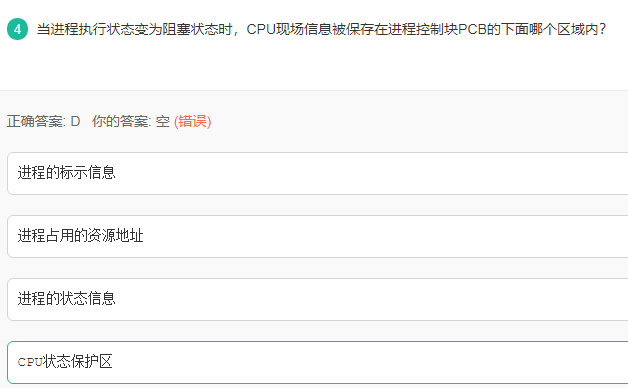 4 当进程执行状态变为阻塞状态时，CPU现场信息被保存在进程控制块PCB的下面哪个区域内？
正确答案: D 你的答案: 空 (错误)
进程的标示信息
进程占用的资源地址
进程的状态信息
CPU状态保护区